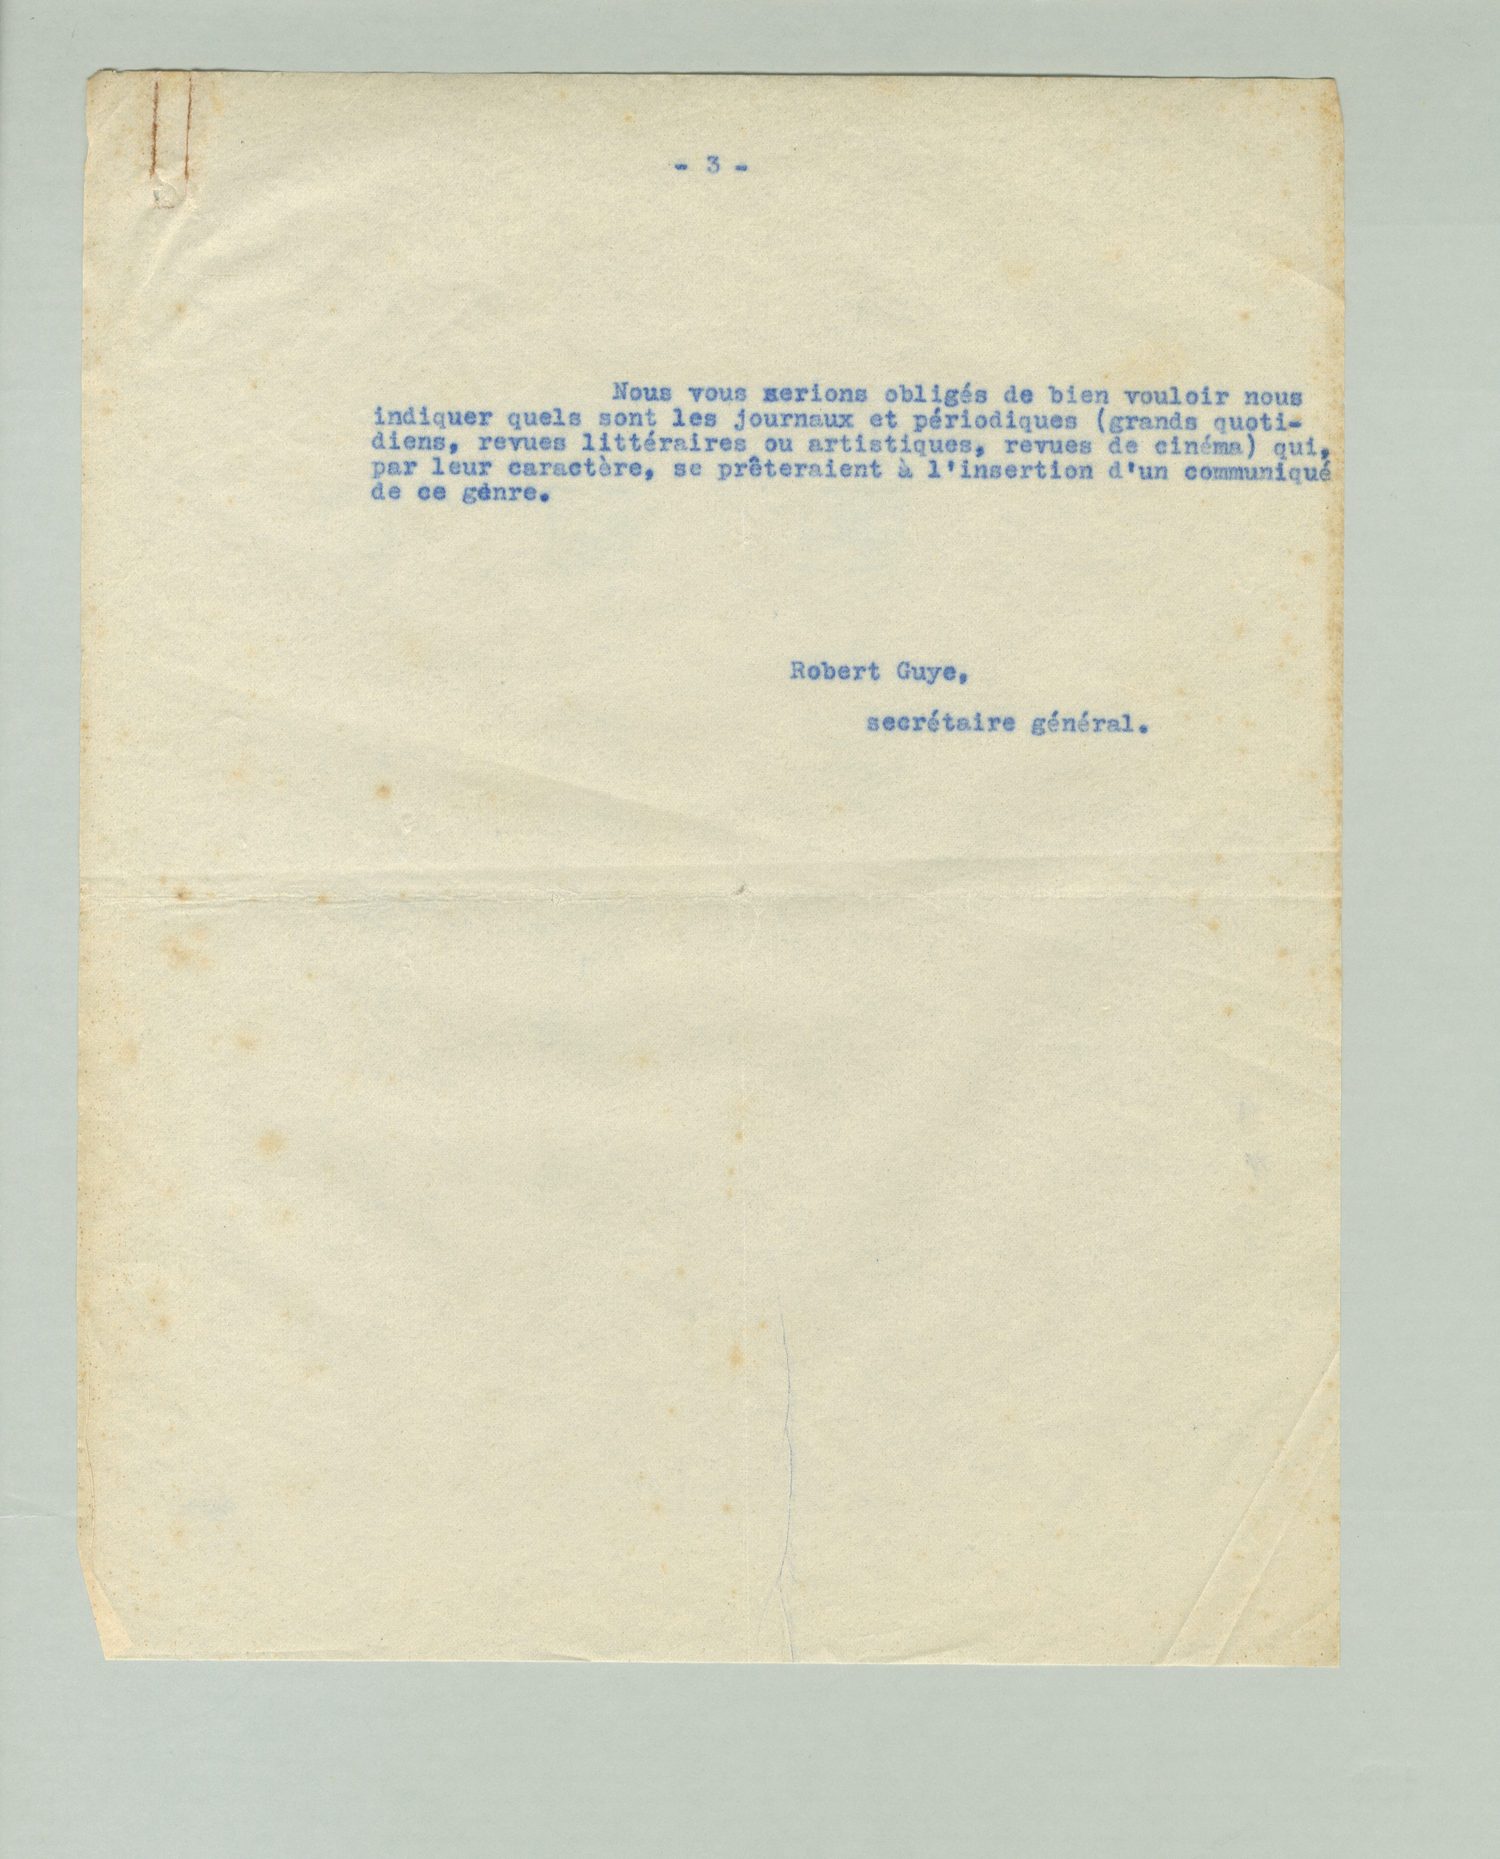 - 3 -
Nous vous serions obligés de bien vouloir nous
indiquer quels sont les journaux et périodiques (grands quoti-
diens, revues littéraires ou artistiques, revues de cinéma) qui,
par leur caractère, se prêteraient à l'insertion d'un communiqué
de ce genre.
Robert Guye,
secrétaire général.